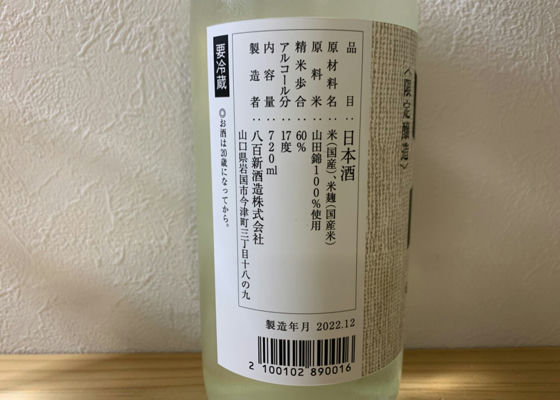 〈限定醸造〉
品目：日本酒
原材料名：米（国産）、米麹（国産米）
原料米：山田錦100%使用
精米歩合：60%
アルコール分：17度
内容量：720ml
製造者：八百新酒造株式会社
山口県岩国市今津町三丁目十八の九
要冷蔵
◎お酒は20歳になってから。
製造年月 2022.12
2 100102 890016